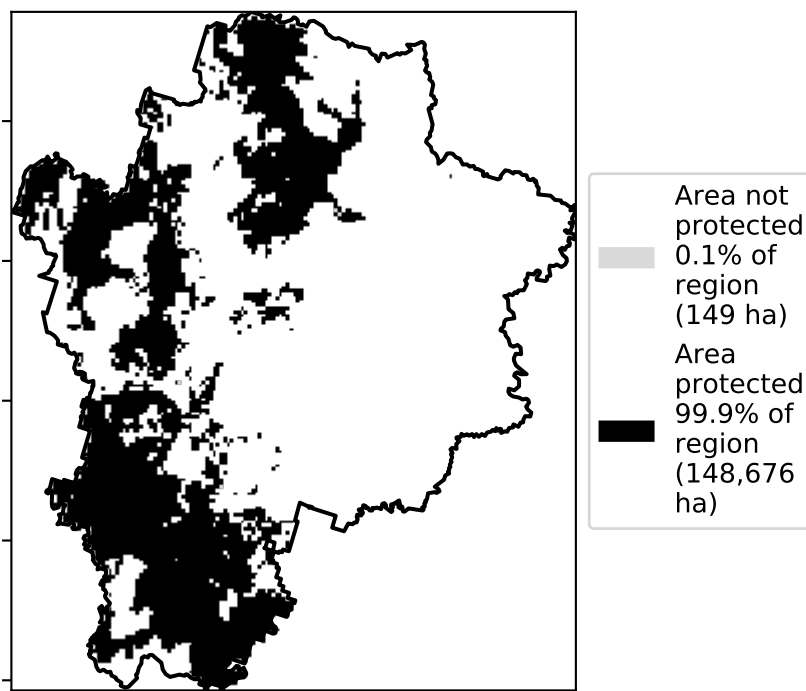 Area not
protected
0.1% of
region
(149 ha)
Area
protected
99.9% of
region
(148,676
ha)